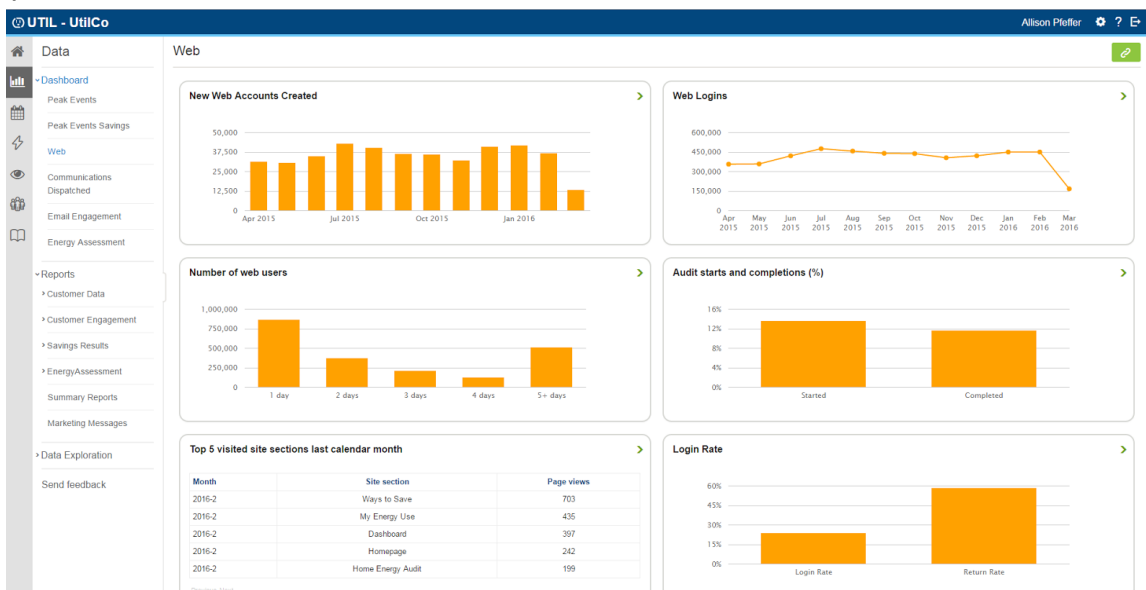 UTIL - UtilCo
Allison Pfeffer ?
Data
Dashboard
Peak Events
Peak Events Savings
Web
Communications
Dispatched
Email Engagement
Energy Assessment
Reports
Customer Data
Customer Engagement
Savings Results
EnergyAssessment
Summary Reports
Marketing Messages
Data Exploration
Send feedback
Web
New Web Accounts Created
50,000
37,500
25,000
12,500
0
Apr 2015 Jul 2015 Oct 2015 Jan 2016
Web Logins
600,000
450,000
300,000
150,000
0
Apr May Jun Jul Aug Sep Oct Nov Dec Jan Feb Mar
2015 2015 2015 2015 2015 2015 2015 2015 2015 2016 2016 2016
Number of web users
1,000,000
750,000
500,000
250,000
0
1 day 2 days 3 days 4 days 5+ days
Audit starts and completions (%)
16%
12%
8%
4%
0%
Started Completed
Top 5 visited site sections last calendar month
Month Site section Page views
2016-2 Ways to Save 703
2016-2 My Energy Use 435
2016-2 Dashboard 397
2016-2 Homepage 242
2016-2 Home Energy Audit 199
Login Rate
60%
45%
30%
15%
0%
Login Rate Return Rate